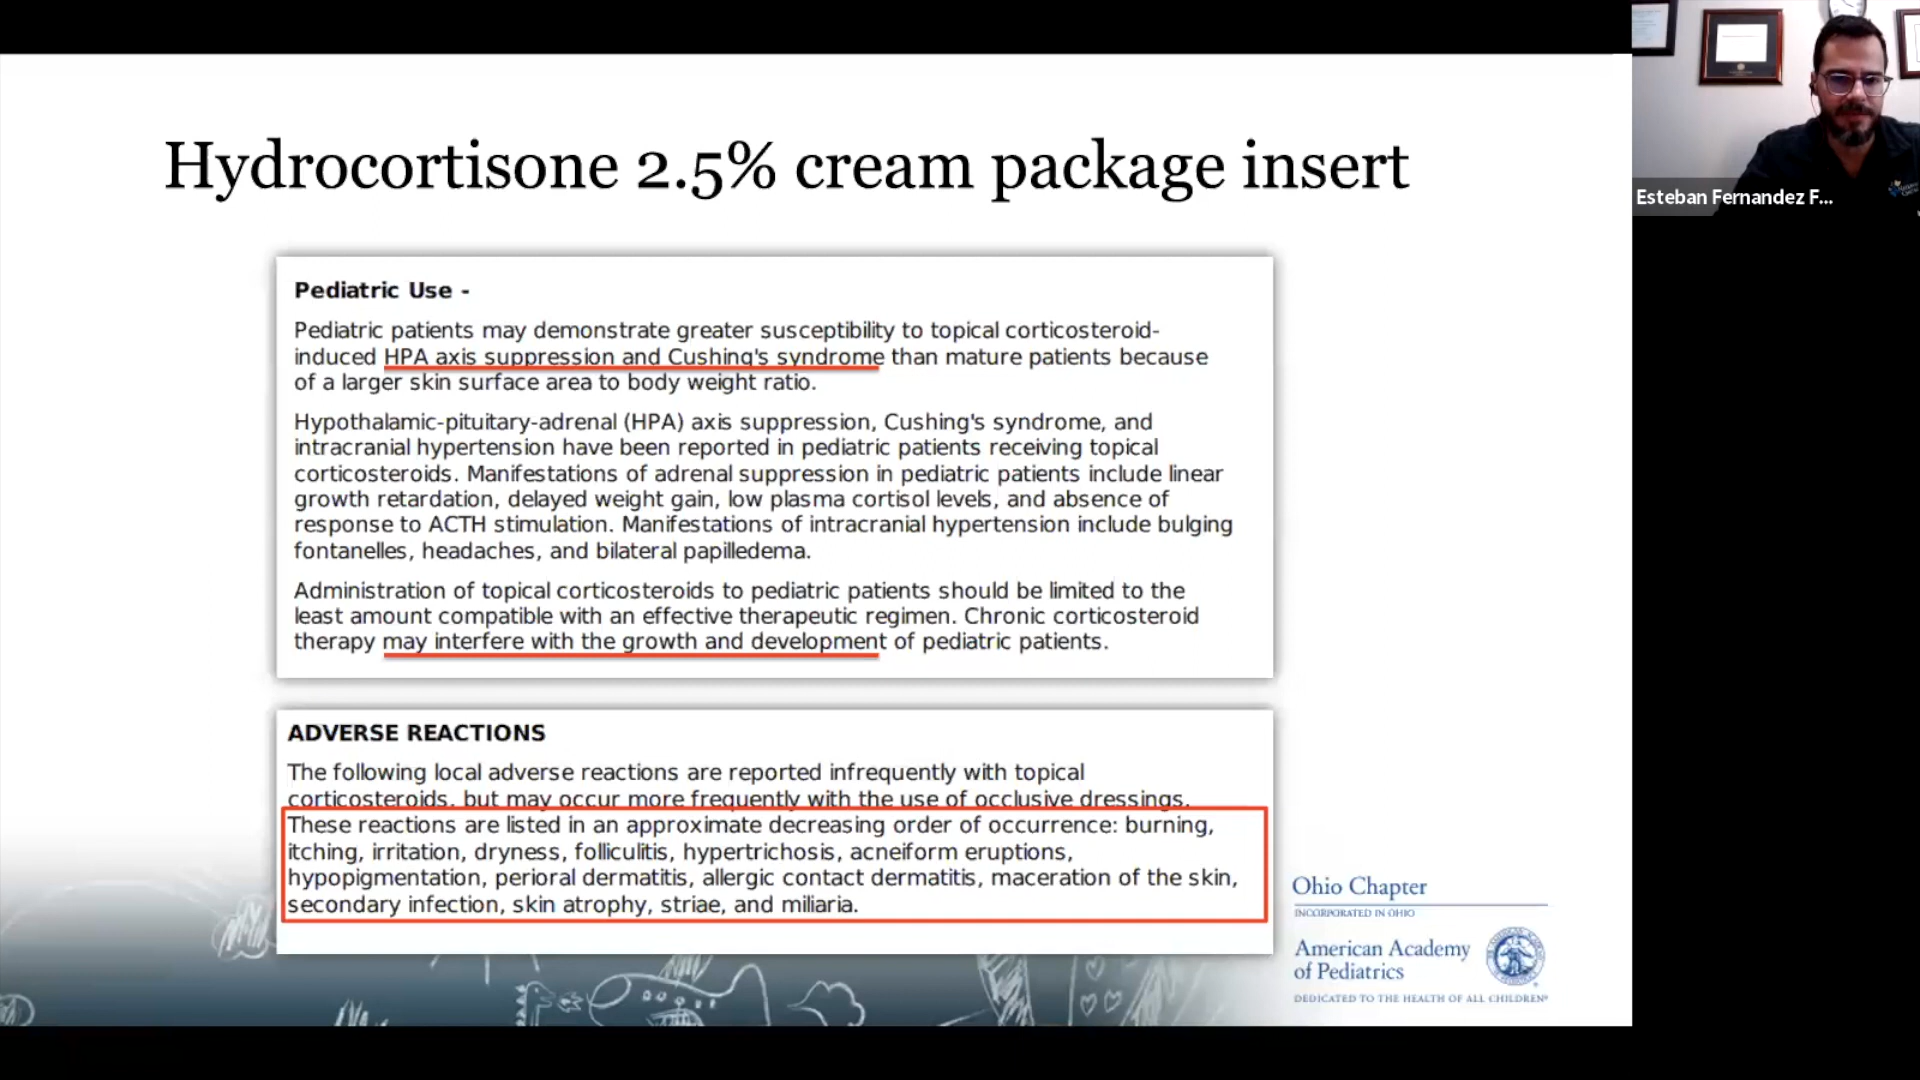 Hydrocortisone 2.5% cream package insert
Esteban Fernandez F...
Pediatric Use -
Pediatric patients may demonstrate greater susceptibility to topical corticosteroid-
induced HPA axis suppression and Cushing's syndrome than mature patients because
of a larger skin surface area to body weight ratio.
Hypothalamic-pituitary-adrenal (HPA) axis suppression, Cushing's syndrome, and
intracranial hypertension have been reported in pediatric patients receiving topical
corticosteroids. Manifestations of adrenal suppression in pediatric patients include linear
growth retardation, delayed weight gain, low plasma cortisol levels, and absence of
response to ACTH stimulation. Manifestations of intracranial hypertension include bulging
fontanelles, headaches, and bilateral papilledema.
Administration of topical corticosteroids to pediatric patients should be limited to the
least amount compatible with an effective therapeutic regimen. Chronic corticosteroid
therapy may interfere with the growth and development of pediatric patients.
ADVERSE REACTIONS
The following local adverse reactions are reported infrequently with topical
corticosteroids, but may occur more frequently with the use of occlusive dressings.
These reactions are listed in an approximate decreasing order of occurrence: burning,
itching, irritation, dryness, folliculitis, hypertrichosis, acneiform eruptions,
hypopigmentation, perioral dermatitis, allergic contact dermatitis, maceration of the skin,
secondary infection, skin atrophy, striae, and miliaria.
Ohio Chapter
INCORPORATED IN OHIO
American Academy
of Pediatrics
DEDICATED TO THE HEALTH OF ALL CHILDREN®